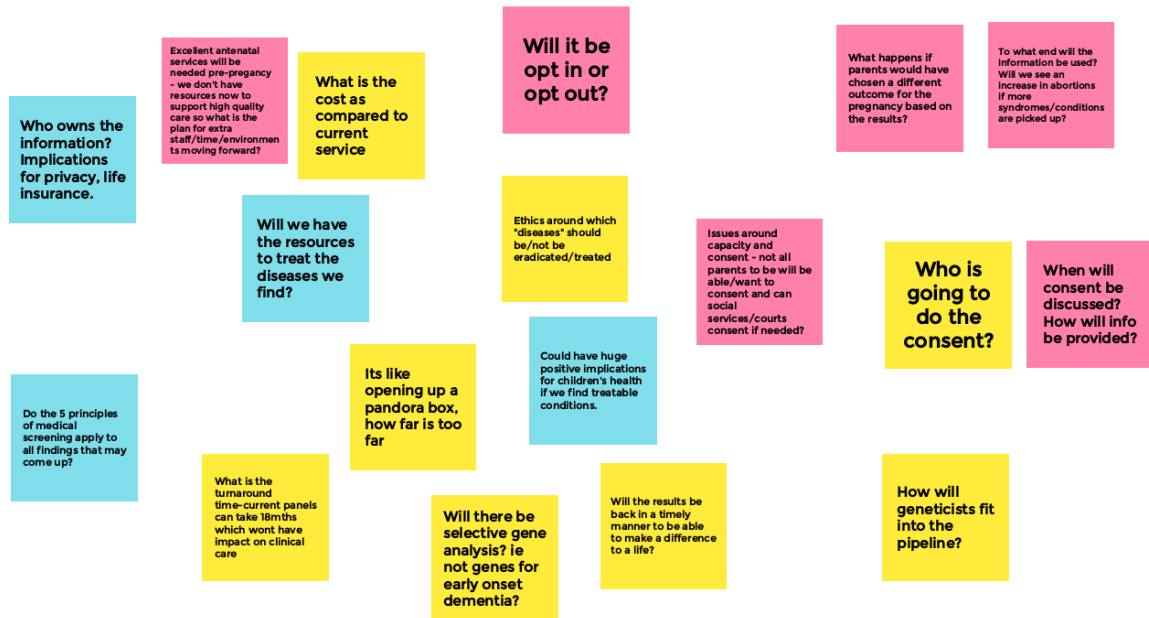 Who owns the
information?
Implications
for privacy, life
insurance.
Excellent antenatal
services will be
needed pre-pregancy
- we don't have
resources now to
support high quality
care so what is the
plan for extra
staff/time/environmen
ts moving forward?
What is the
cost as
compared to
current
service
Will it be
opt in or
opt out?
What happens if
parents would have
chosen a different
outcome for the
pregnancy based on
the results?
To what end will the
information be used?
Will we see an
increase in abortions
if more
syndromes/conditions
are picked up?
Will we have
the resources
to treat the
diseases we
find?
Ethics around which
"diseases" should
be/not be
eradicated/treated
Issues around
capacity and
consent - not all
parents to be will be
able/want to
consent and can
social
services/courts
consent if needed?
Who is
going to
do the
consent?
When will
consent be
discussed?
How will info
be provided?
Do the 5 principles
of medical
screening apply to
all findings that may
come up?
Its like
opening up a
pandora box,
how far is too
far
Could have huge
positive implications
for children's health
if we find treatable
conditions.
What is the
turnaround
time-current panels
can take 18mths
which wont have
impact on clinical
care
Will there be
selective gene
analysis? ie
not genes for
early onset
dementia?
Will the results be
back in a timely
manner to be able
to make a difference
to a life?
How will
geneticists fit
into the
pipeline?